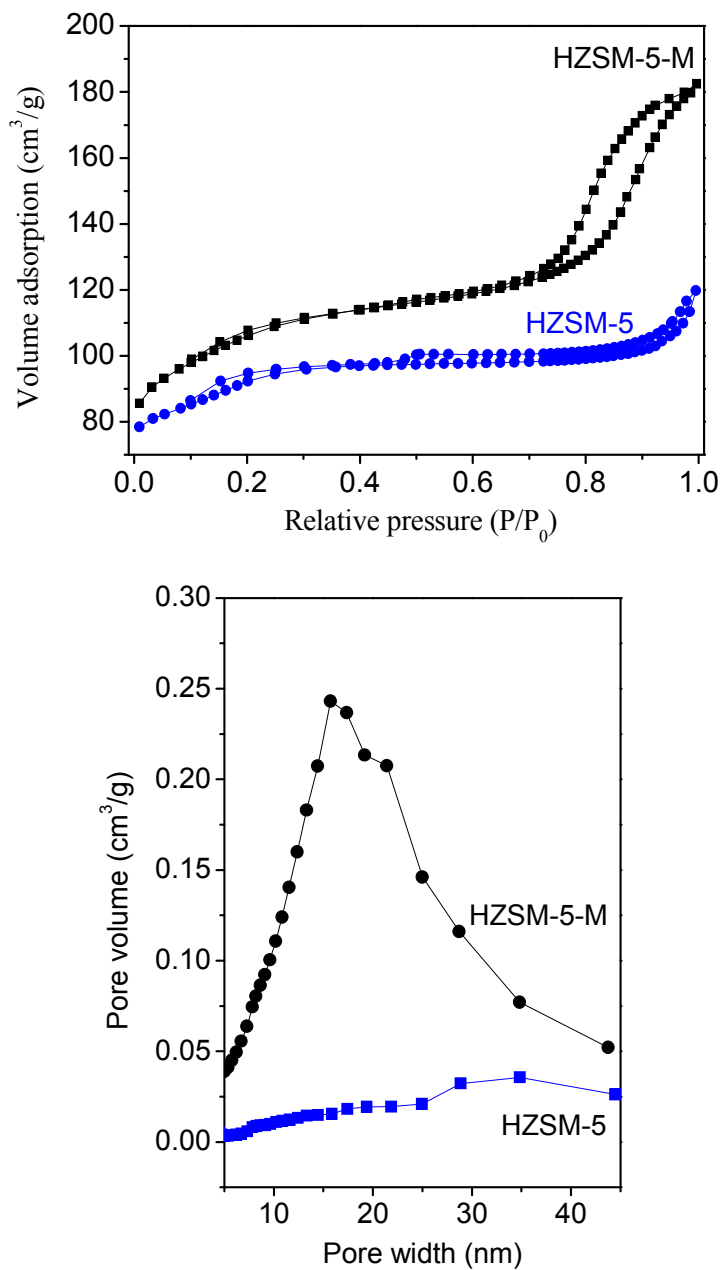 200
180
160
140
120
100
80
Volume adsorption (cm³/g)
HZSM-5-M
HZSM-5
0.0 0.2 0.4 0.6 0.8 1.0
Relative pressure (P/P₀)
0.30
0.25
0.20
0.15
0.10
0.05
0.00
Pore volume (cm³/g)
HZSM-5-M
HZSM-5
10 20 30 40
Pore width (nm)